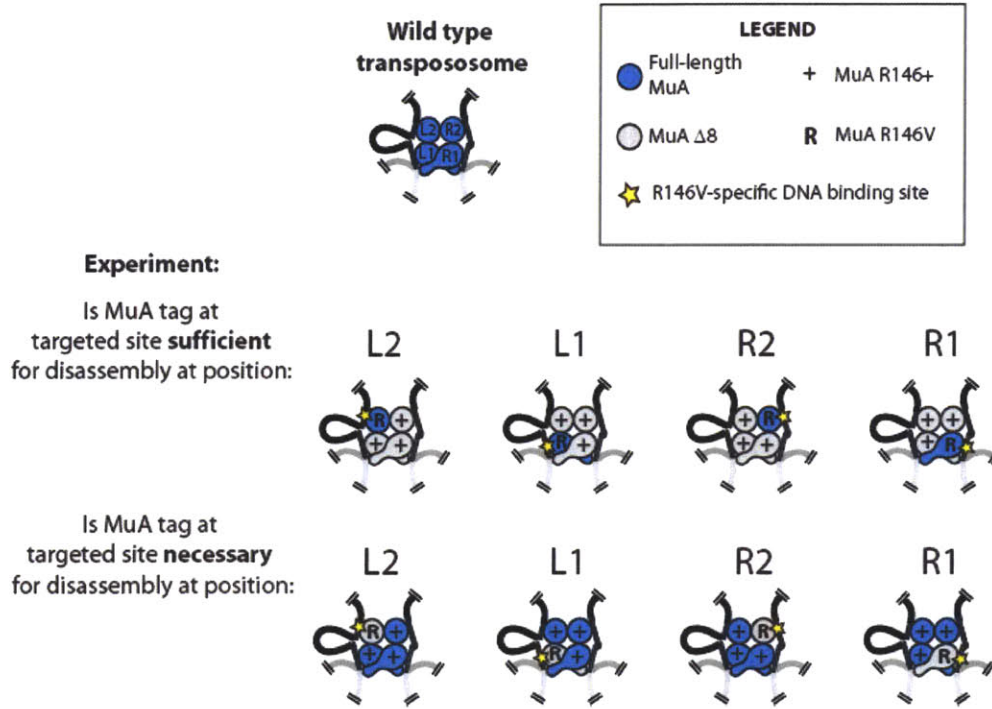 Wild type
transpososome
L2 R2
L1 R1
LEGEND
Full-length
MuA
+ MuA R146+
MuA Δ8
R MuA R146V
R146V-specific DNA binding site
Experiment:
Is MuA tag at
targeted site sufficient
for disassembly at position:
L2 L1 R2 R1
R + + + + R + R
+ + R + + + + R
Is MuA tag at
targeted site necessary
for disassembly at position:
L2 L1 R2 R1
R + + + + R + +
+ + R + + + + R